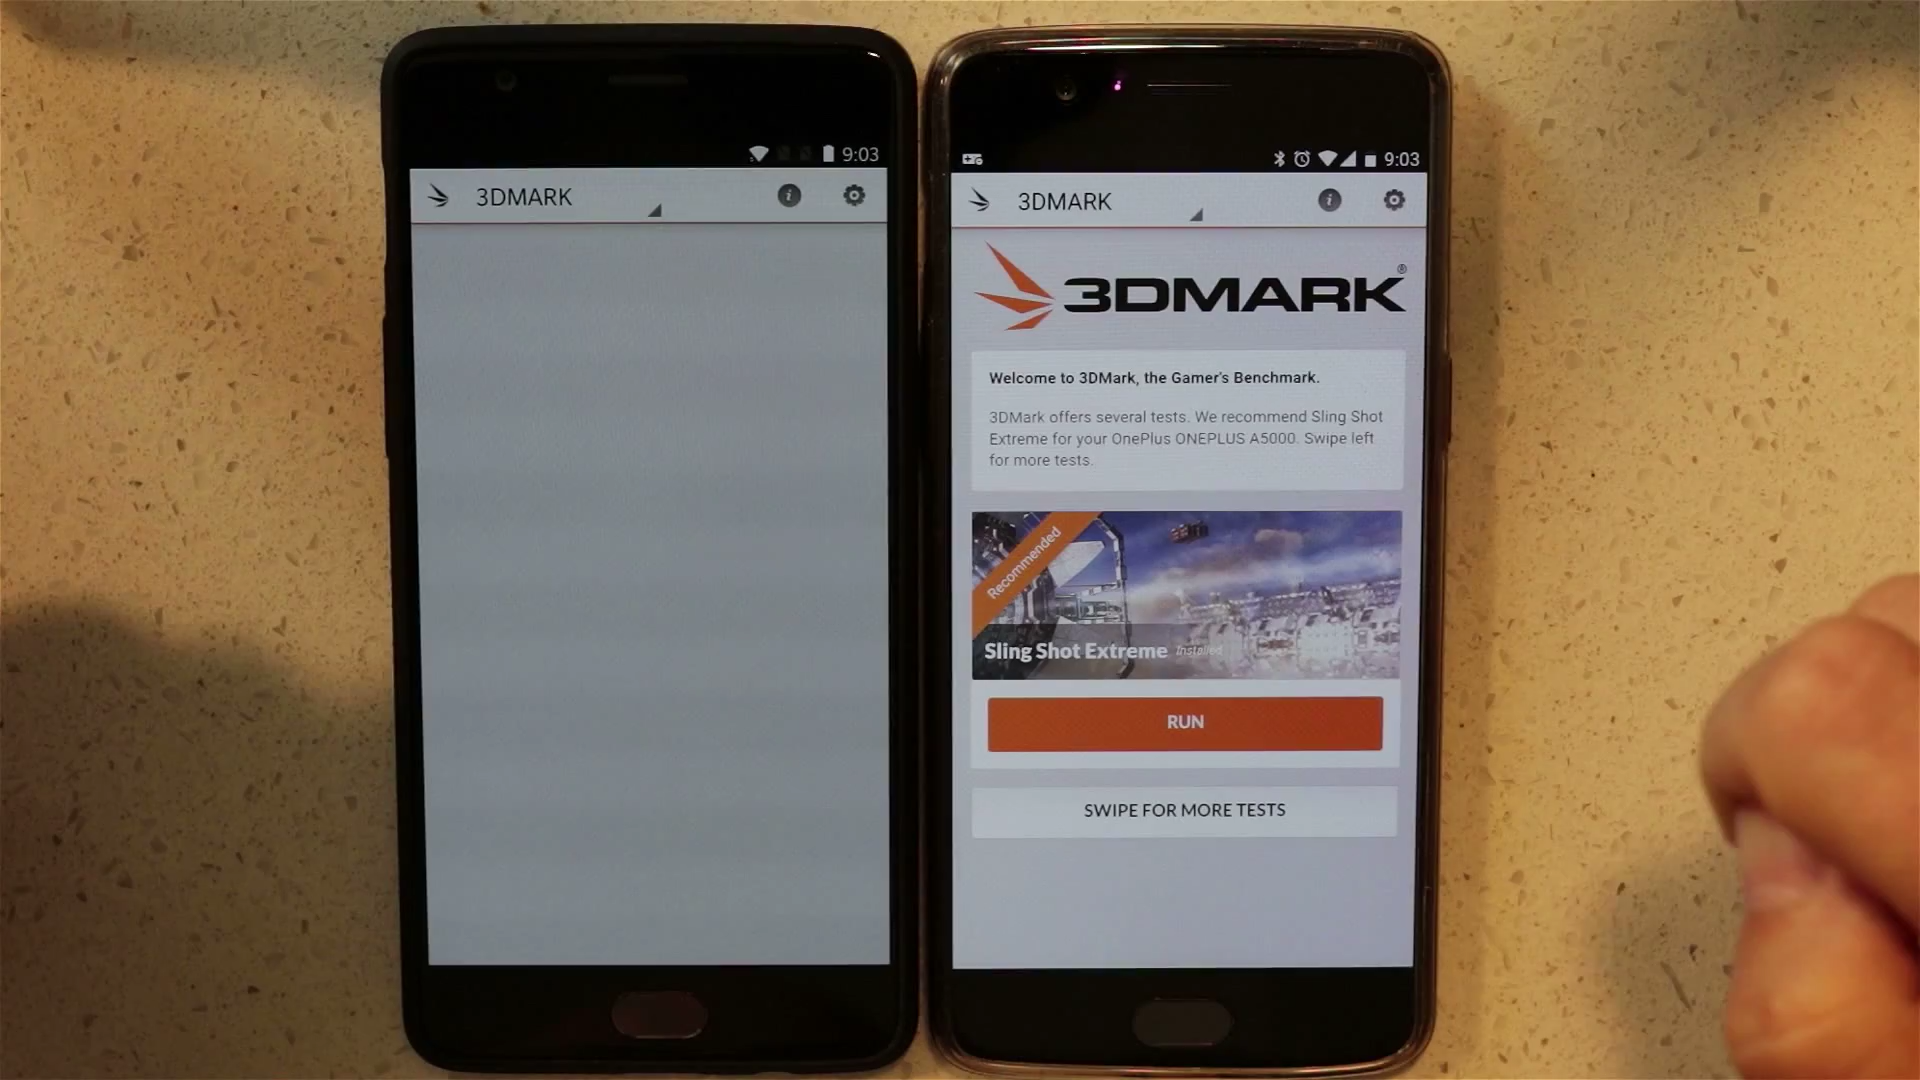 9:03
3DMARK
9:03
3DMARK
3DMARK®
Welcome to 3DMark, the Gamer's Benchmark.
3DMark offers several tests. We recommend Sling Shot
Extreme for your OnePlus ONEPLUS A5000. Swipe left
for more tests.
Recommended
Sling Shot Extreme Installed
RUN
SWIPE FOR MORE TESTS